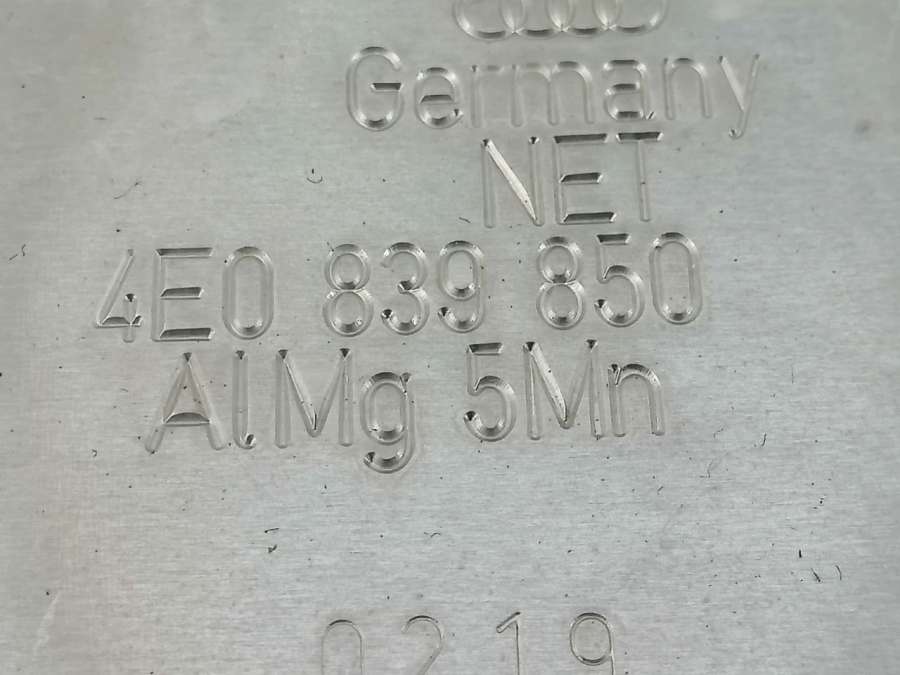 Germany
NET
4E0 839 850
AlMg 5Mn
0219